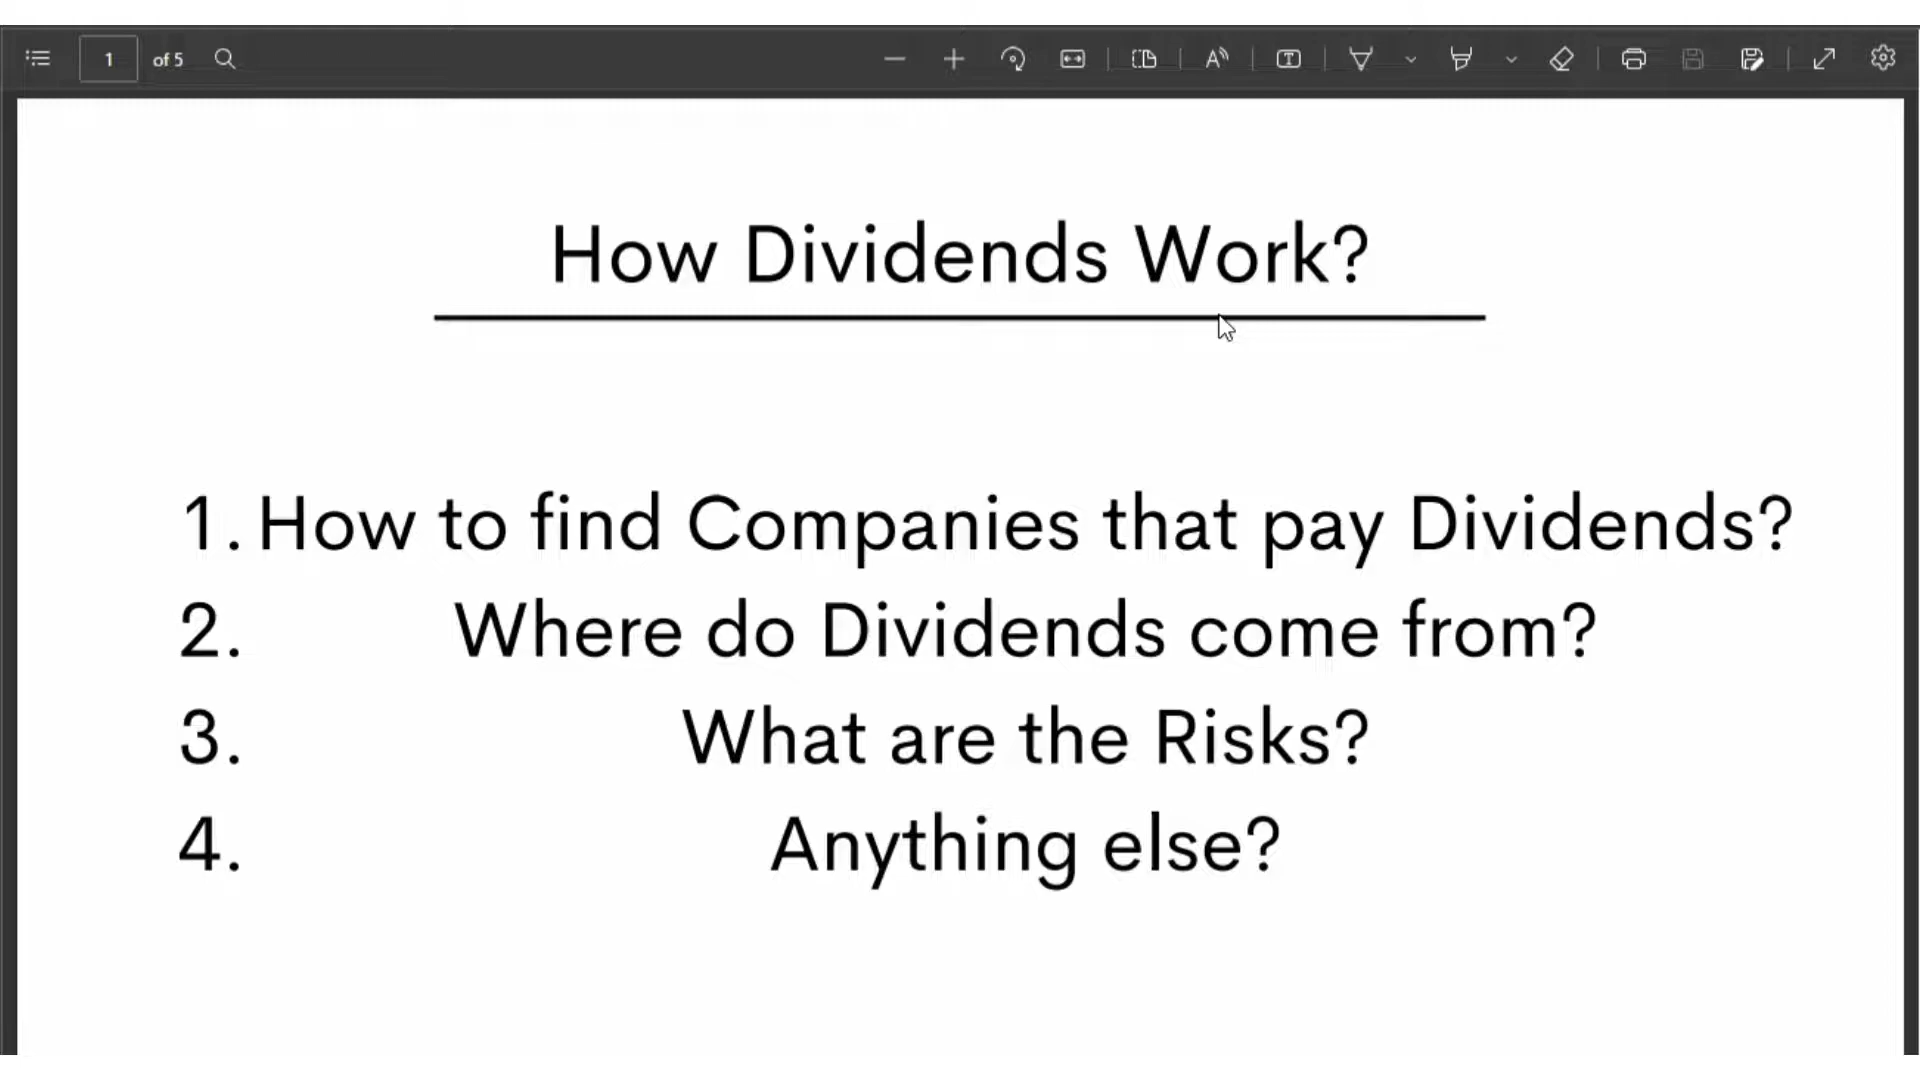 1 of 5
How Dividends Work?
1. How to find Companies that pay Dividends?
2. Where do Dividends come from?
3. What are the Risks?
4. Anything else?